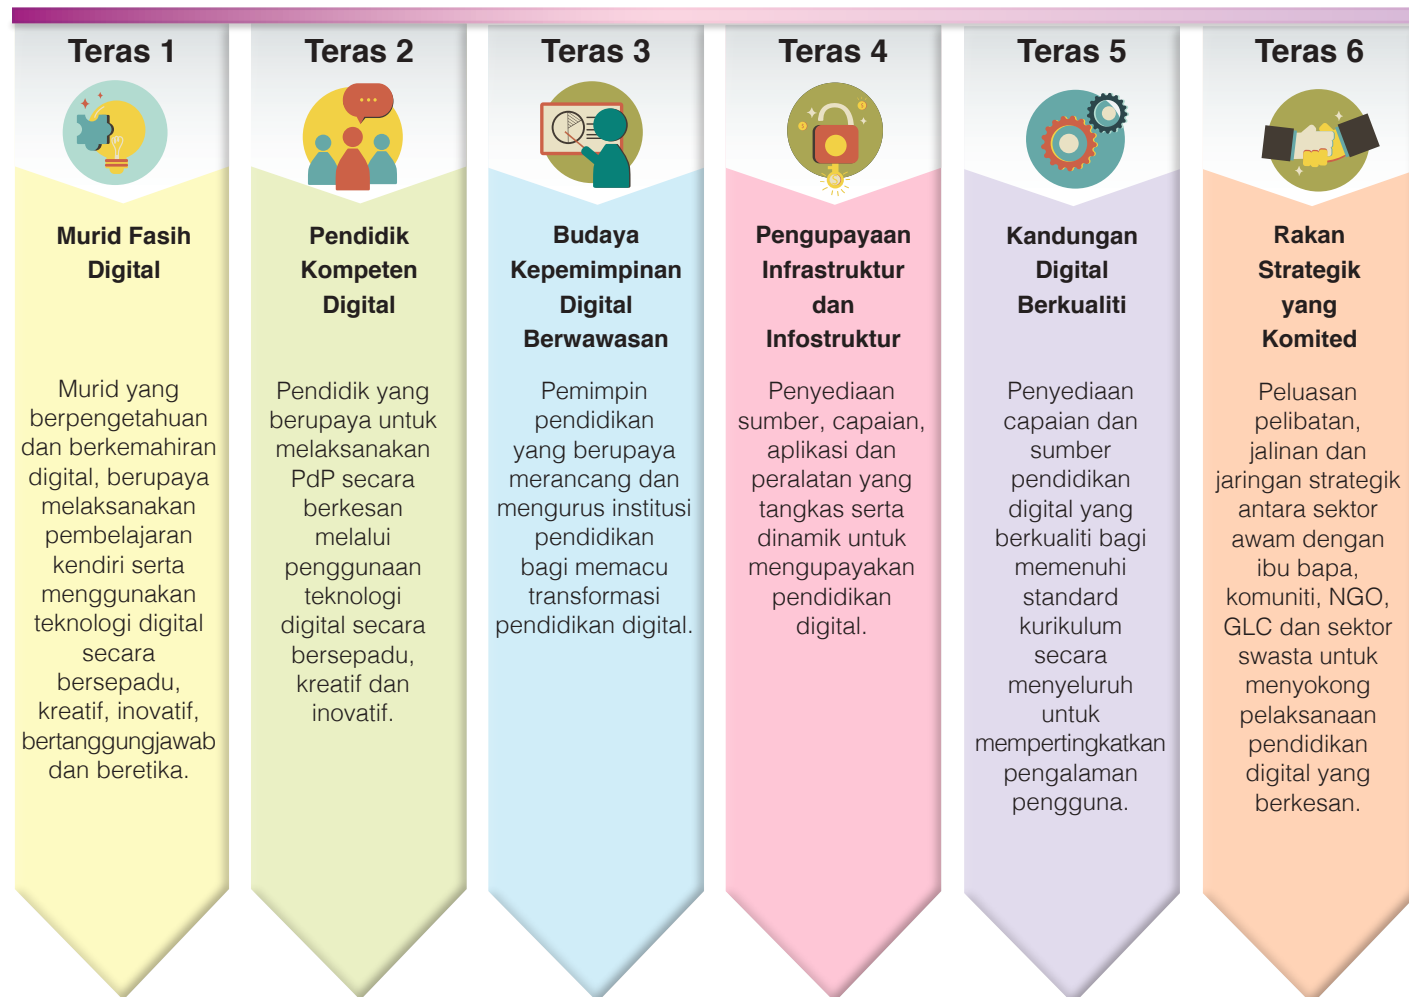 Teras 1
Murid Fasih
Digital
Murid yang
berpengetahuan
dan berkemahiran
digital, berupaya
melaksanakan
pembelajaran
kendiri serta
menggunakan
teknologi digital
secara
bersepadu,
kreatif, inovatif,
bertanggungjawab
dan beretika.
Teras 2
Pendidik
Kompeten
Digital
Pendidik yang
berupaya untuk
melaksanakan
PdP secara
berkesan
melalui
penggunaan
teknologi
digital secara
bersepadu,
kreatif dan
inovatif.
Teras 3
Budaya
Kepemimpinan
Digital
Berwawasan
Pemimpin
pendidikan
yang berupaya
merancang dan
mengurus institusi
pendidikan
bagi memacu
transformasi
pendidikan digital.
Teras 4
Pengupayaan
Infrastruktur
dan
Infostruktur
Penyediaan
sumber, capaian,
aplikasi dan
peralatan yang
tangkas serta
dinamik untuk
mengupayakan
pendidikan
digital.
Teras 5
Kandungan
Digital
Berkualiti
Penyediaan
capaian dan
sumber
pendidikan
digital yang
berkualiti bagi
memenuhi
standard
kurikulum
secara
menyeluruh
untuk
mempertingkatkan
pengalaman
pengguna.
Teras 6
Rakan
Strategik
yang
Komited
Peluasan
pelibatan,
jalinan dan
jaringan strategik
antara sektor
awam dengan
ibu bapa,
komuniti, NGO,
GLC dan sektor
swasta untuk
menyokong
pelaksanaan
pendidikan
digital yang
berkesan.